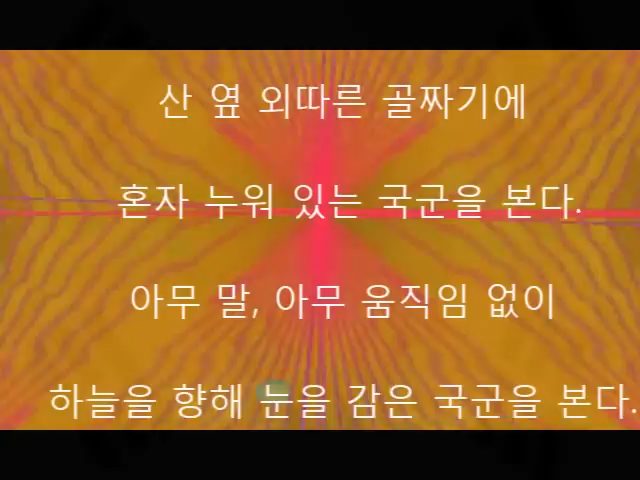 산 옆 외따른 골짜기에
혼자 누워 있는 국군을 본다.
아무 말, 아무 움직임 없이
하늘을 향해 눈을 감은 국군을 본다.